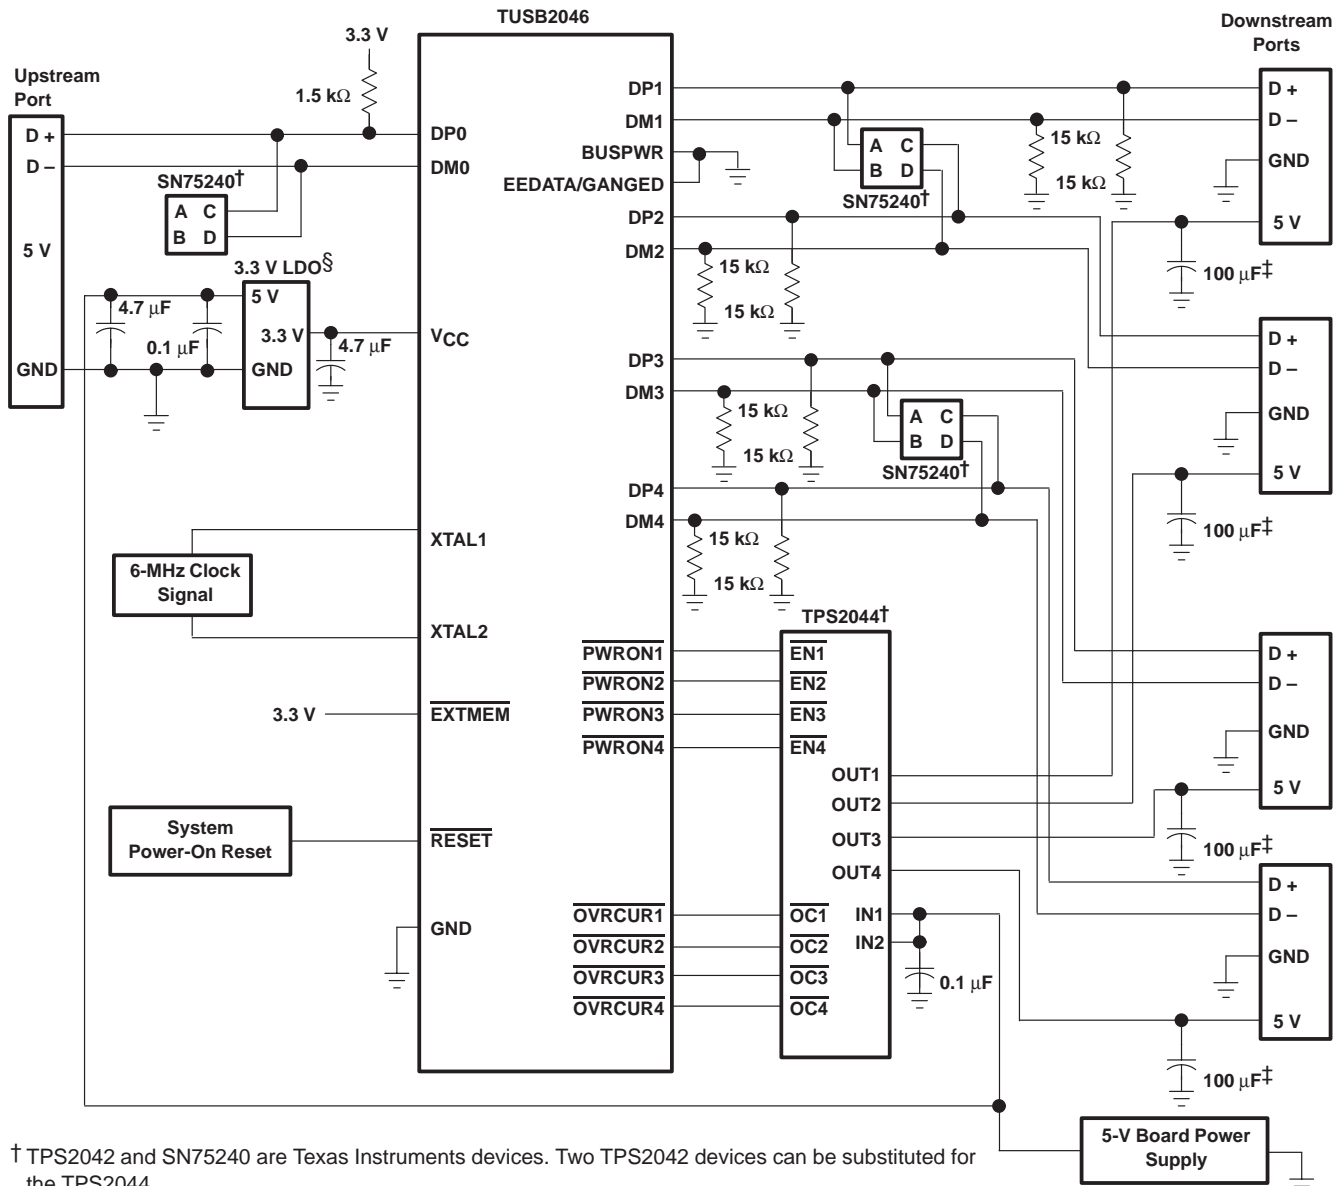 TUSB2046
Downstream
Ports
3.3 V
Upstream
Port
1.5 kΩ
D +
D –
5 V
GND
SN75240†
A C
B D
3.3 V LDO§
5 V
3.3 V
GND
4.7 μF
0.1 μF
4.7 μF
6-MHz Clock
Signal
3.3 V
System
Power-On Reset
DP0
DM0
VCC
XTAL1
XTAL2
EXTMEM
RESET
GND
DP1
DM1
BUSPWR
EEDATA/GANGED
DP2
DM2
DP3
DM3
DP4
DM4
PWRON1
PWRON2
PWRON3
PWRON4
OVRCUR1
OVRCUR2
OVRCUR3
OVRCUR4
A C
B D
SN75240†
15 kΩ
15 kΩ
15 kΩ
15 kΩ
15 kΩ
15 kΩ
A C
B D
SN75240†
15 kΩ
15 kΩ
TPS2044†
EN1
EN2
EN3
EN4
OUT1
OUT2
OUT3
OUT4
OC1
OC2
OC3
OC4
IN1
IN2
0.1 μF
D +
D –
GND
5 V
100 μF‡
D +
D –
GND
5 V
100 μF‡
D +
D –
GND
5 V
100 μF‡
D +
D –
GND
5 V
100 μF‡
5-V Board Power
Supply
† TPS2042 and SN75240 are Texas Instruments devices. Two TPS2042 devices can be substituted for
the TPS2044